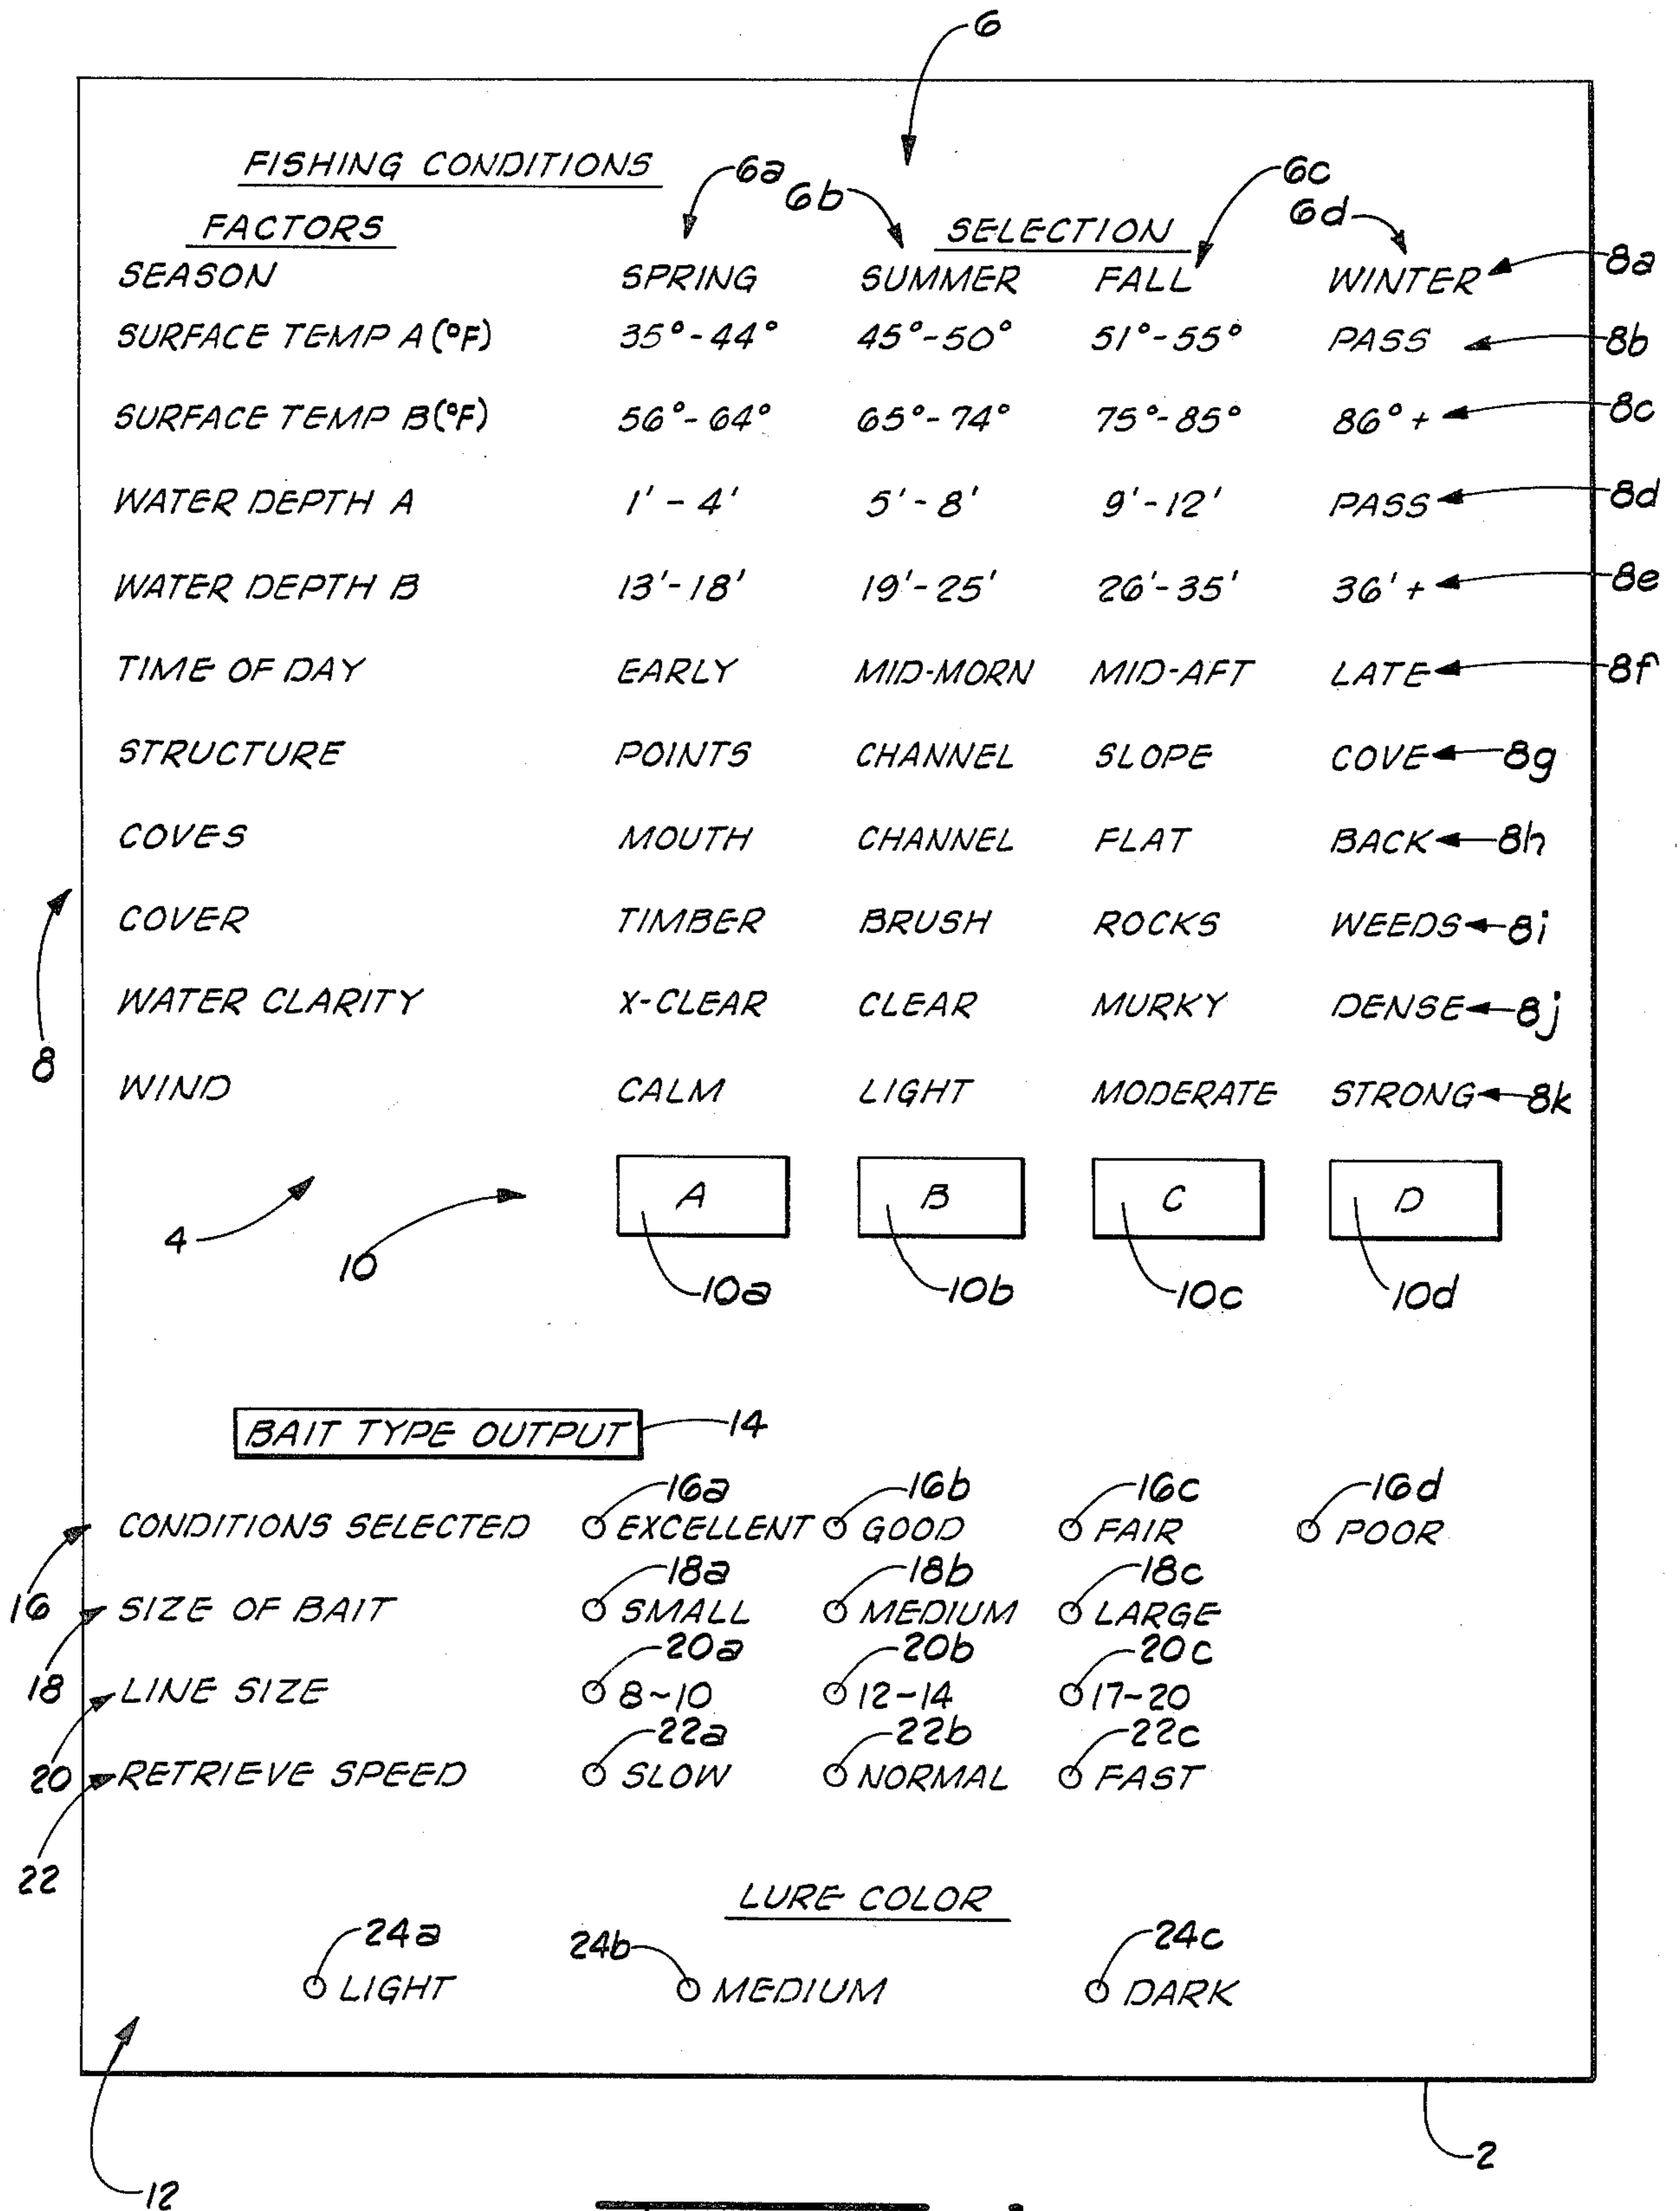 6
FISHING CONDITIONS 6a 6b 6c 6d
FACTORS SELECTION
SEASON SPRING SUMMER FALL WINTER 8a
SURFACE TEMP A (°F) 35°-44° 45°-50° 51°-55° PASS 8b
SURFACE TEMP B (°F) 56°-64° 65°-74° 75°-85° 86°+ 8c
WATER DEPTH A 1'-4' 5'-8' 9'-12' PASS 8d
WATER DEPTH B 13'-18' 19'-25' 26'-35' 36'+ 8e
TIME OF DAY EARLY MID-MORN MID-AFT LATE 8f
STRUCTURE POINTS CHANNEL SLOPE COVE 8g
COVES MOUTH CHANNEL FLAT BACK 8h
COVER TIMBER BRUSH ROCKS WEEDS 8i
WATER CLARITY X-CLEAR CLEAR MURKY DENSE 8j
8
WIND CALM LIGHT MODERATE STRONG 8k
A B C D
4 10 10a 10b 10c 10d
BAIT TYPE OUTPUT 14
16a 16b 16c 16d
CONDITIONS SELECTED EXCELLENT GOOD FAIR POOR
18a 18b 18c
16 SIZE OF BAIT SMALL MEDIUM LARGE
20a 20b 20c
18 LINE SIZE 8-10 12-14 17-20
22a 22b 22c
20 RETRIEVE SPEED SLOW NORMAL FAST
22
LURE COLOR
24a 24b 24c
LIGHT MEDIUM DARK
2
12